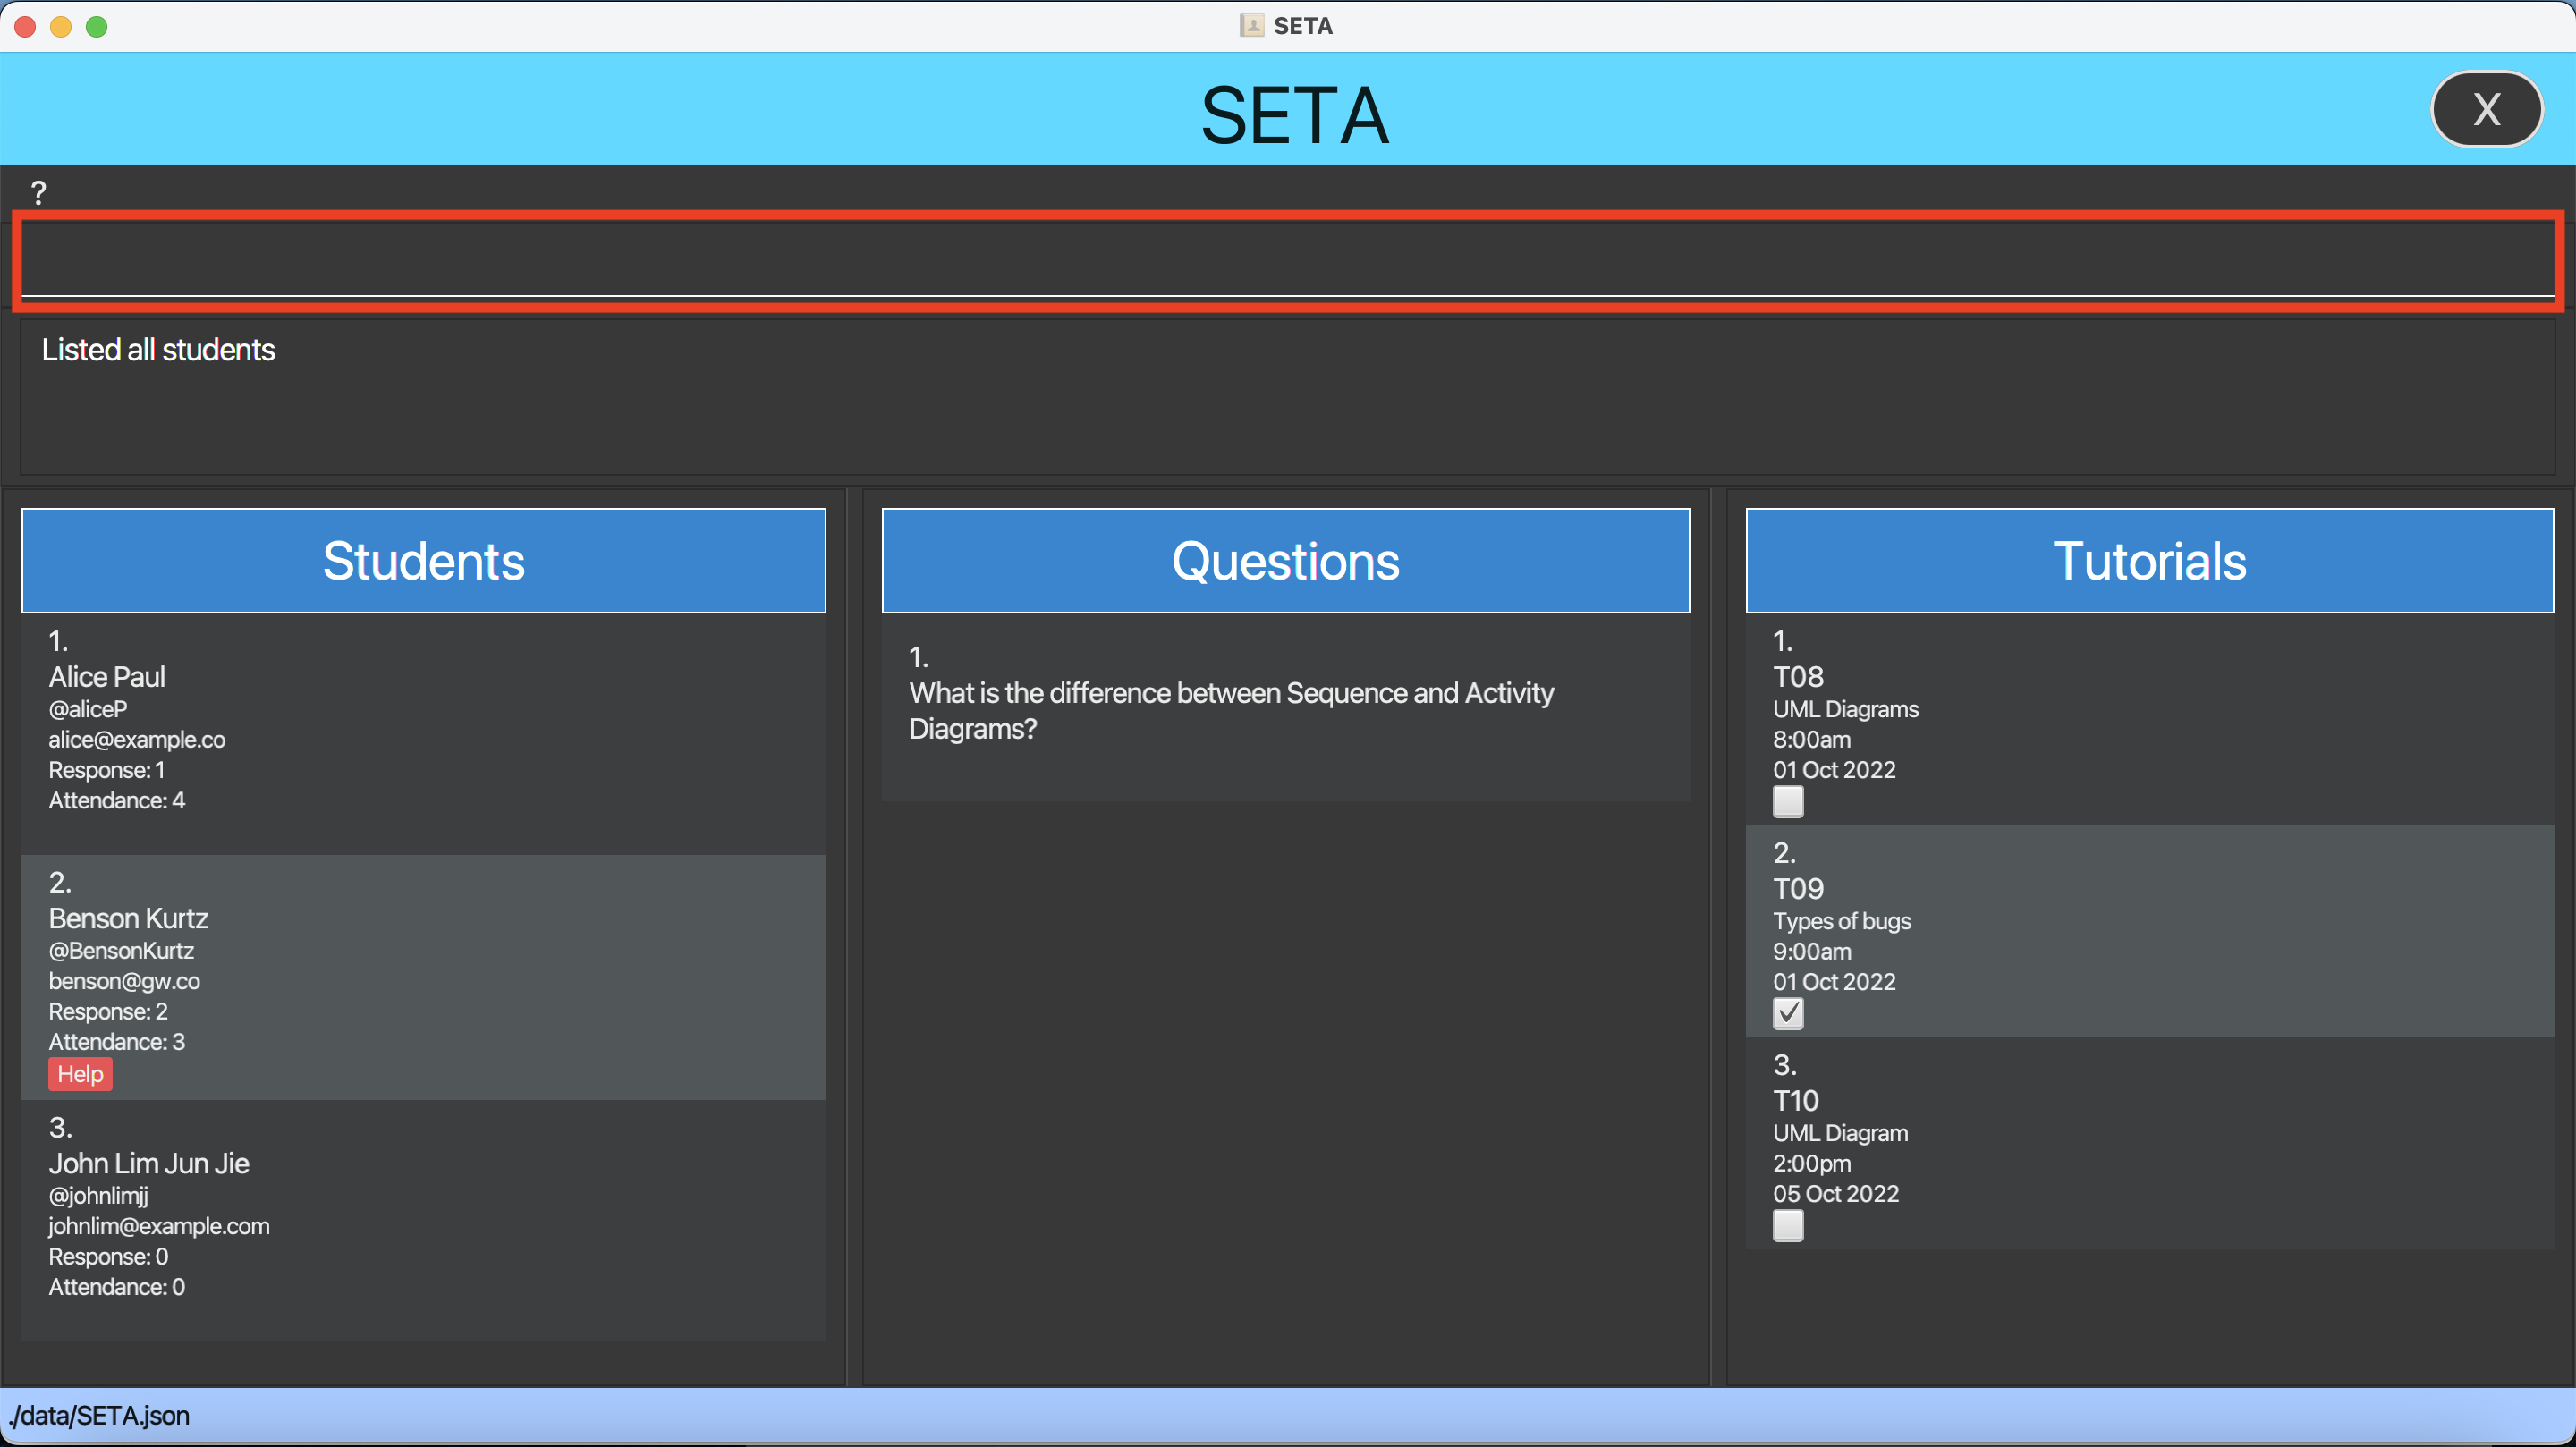 SETA
SETA
X
?
Listed all students
Students
1.
Alice Paul
@aliceP
alice@example.co
Response: 1
Attendance: 4
2.
Benson Kurtz
@BensonKurtz
benson@gw.co
Response: 2
Attendance: 3
Help
3.
John Lim Jun Jie
@johnlimjj
johnlim@example.com
Response: 0
Attendance: 0
Questions
1.
What is the difference between Sequence and Activity
Diagrams?
Tutorials
1.
T08
UML Diagrams
8:00am
01 Oct 2022
2.
T09
Types of bugs
9:00am
01 Oct 2022
3.
T10
UML Diagram
2:00pm
05 Oct 2022
./data/SETA.json